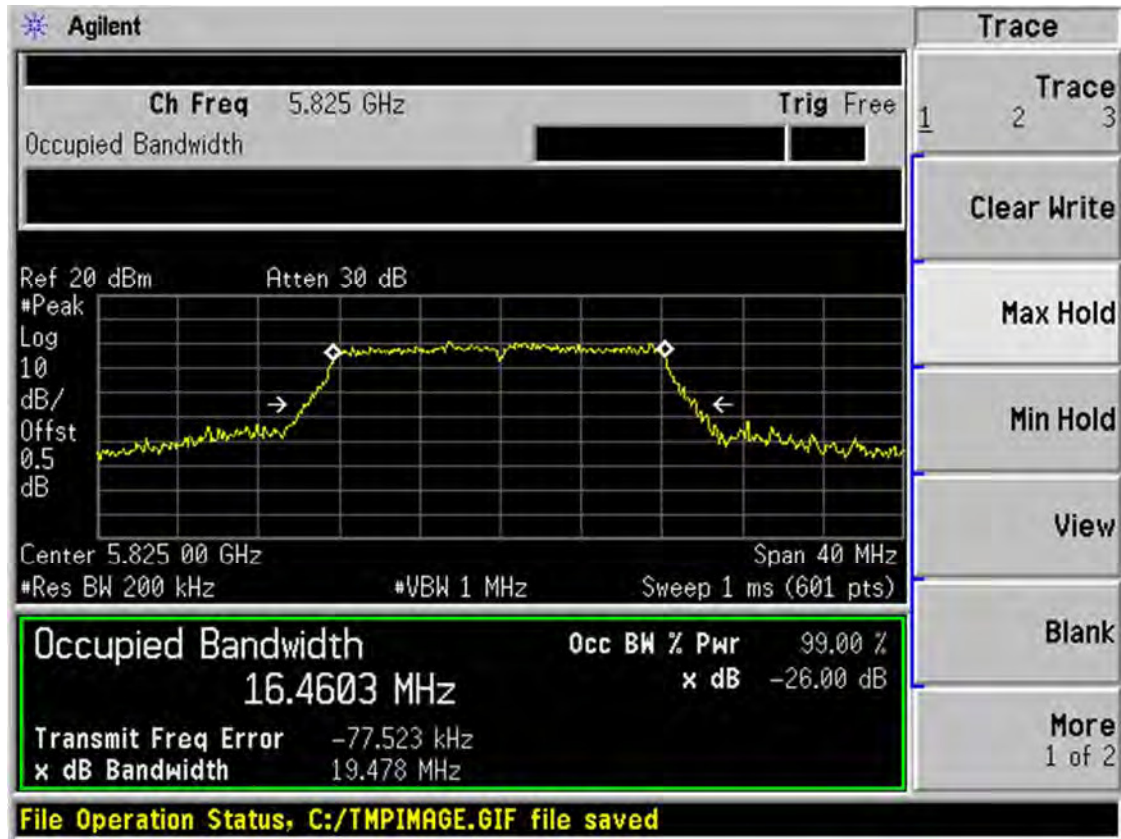 Agilent
Ch Freq 5.825 GHz Trig Free
Occupied Bandwidth
Ref 20 dBm Atten 30 dB
#Peak
Log
10
dB/
Offst
0.5
dB
Center 5.825 00 GHz Span 40 MHz
#Res BW 200 kHz #VBW 1 MHz Sweep 1 ms (601 pts)
Occupied Bandwidth
16.4603 MHz
Occ BW % Pwr 99.00 %
x dB -26.00 dB
Transmit Freq Error -77.523 kHz
x dB Bandwidth 19.478 MHz
File Operation Status, C:/TMPIMAGE.GIF file saved
Trace
Trace
1 2 3
Clear Write
Max Hold
Min Hold
View
Blank
More
1 of 2